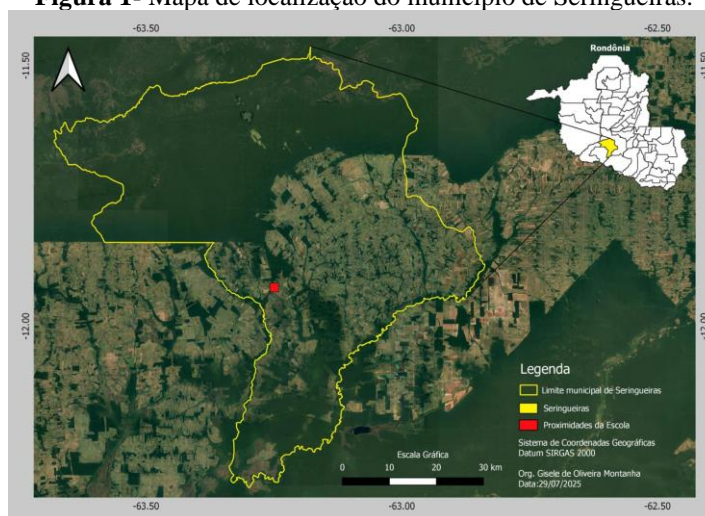 Figura 1- Mapa de localização do município de Seringueiras.
-63.50 -63.00 -62.50
-11.50 -11.50
Rondônia
-12.00 -12.00
Legenda
Limite municipal de Seringueiras
Seringueiras
Proximidades da Escola
Sistema de Coordenadas Geográficas
Datum SIRGAS 2000
Escala Gráfica
0 10 20 30 km
Org. Gisele de Oliveira Montanha
Data:29/07/2025
-63.50 -63.00 -62.50